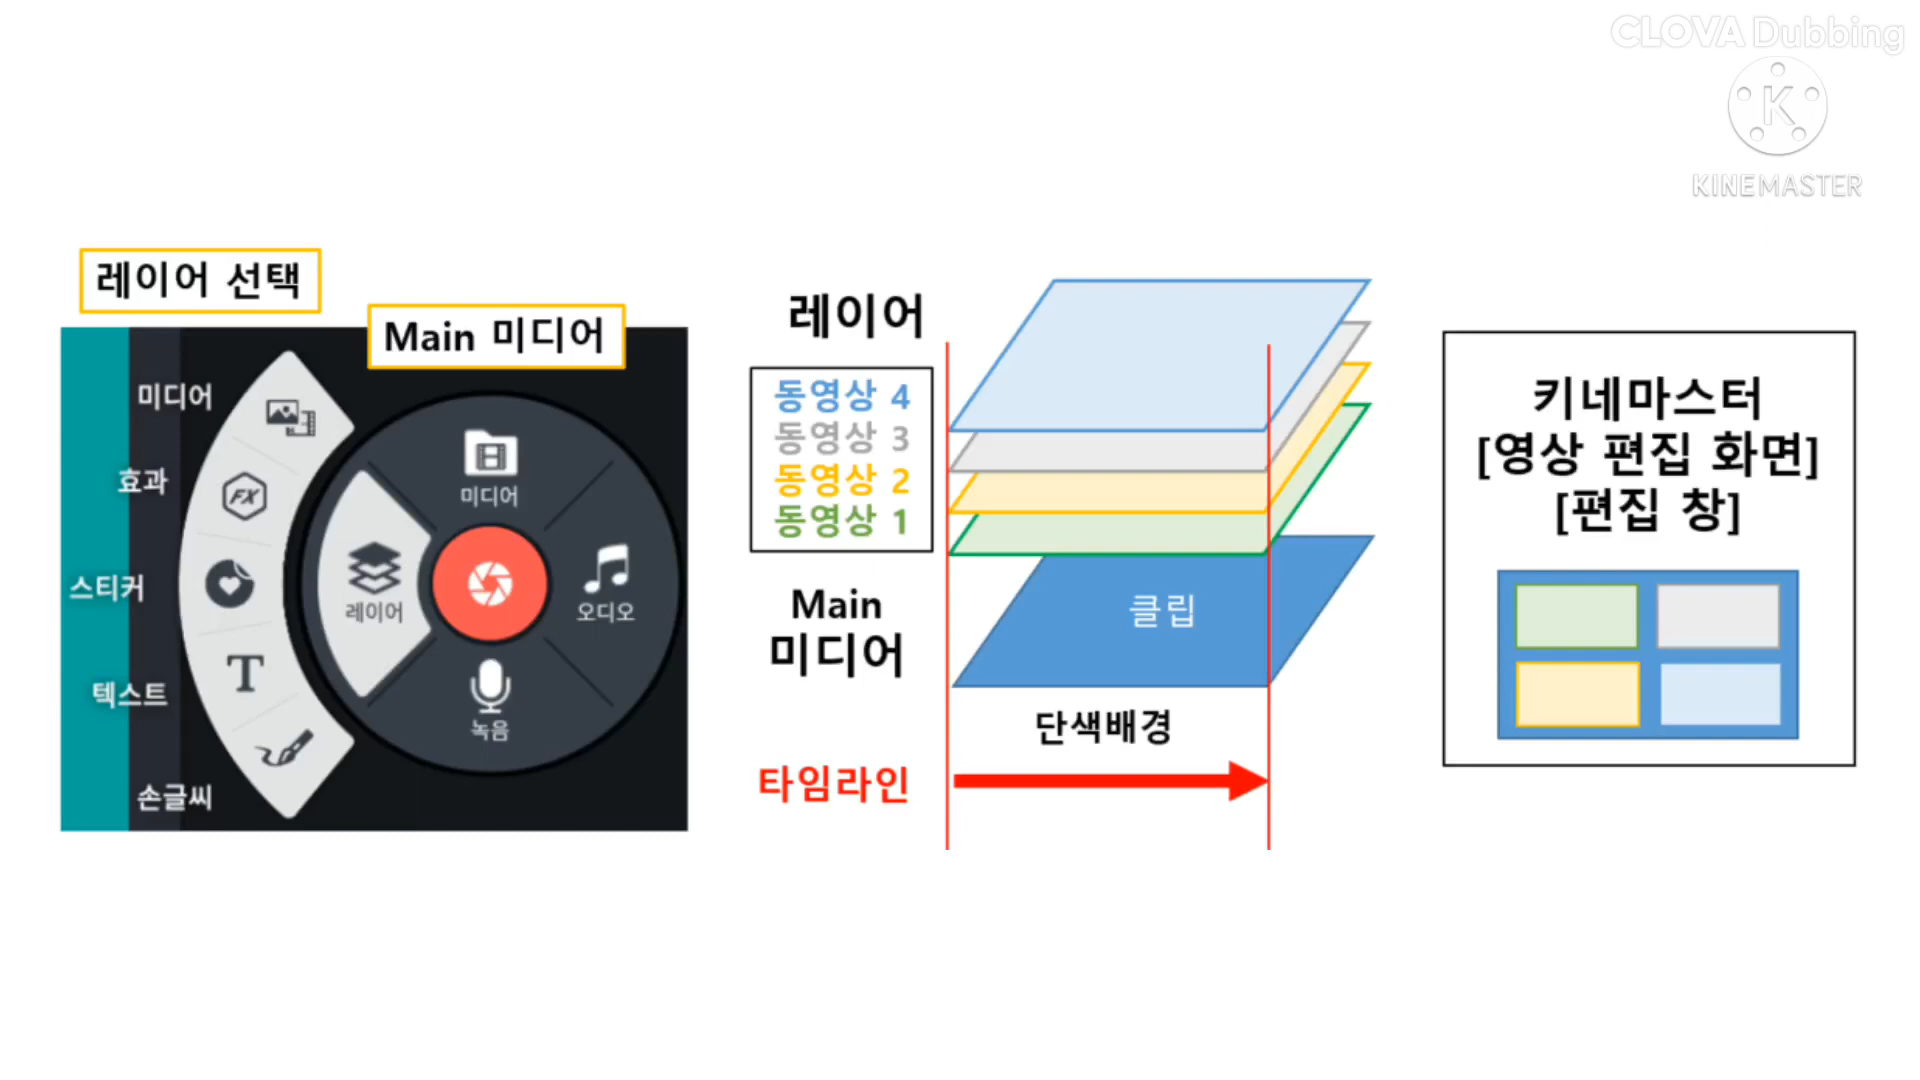 CLOVA Dubbing
K
KINEMASTER
레이어 선택
Main 미디어
미디어
효과
FX
스티커
T
텍스트
손글씨
미디어
레이어
오디오
녹음
레이어
동영상 4
동영상 3
동영상 2
동영상 1
Main
미디어
클립
단색배경
타임라인
키네마스터
[영상 편집 화면]
[편집 창]